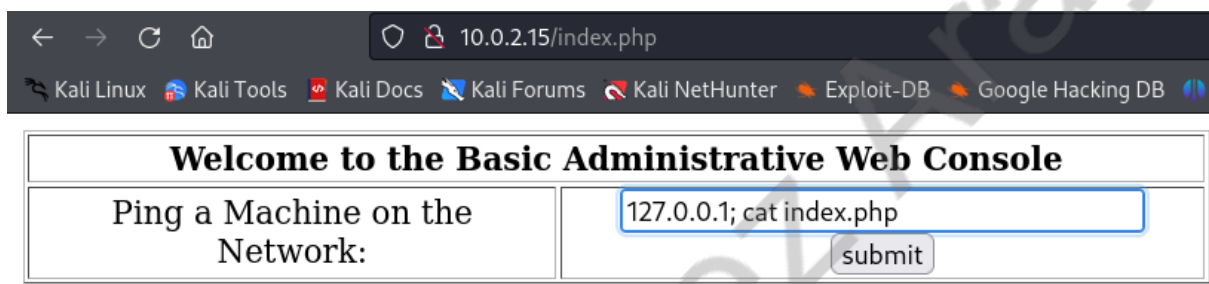 10.0.2.15/index.php
Kali Linux Kali Tools Kali Docs Kali Forums Kali NetHunter Exploit-DB Google Hacking DB
Welcome to the Basic Administrative Web Console
Ping a Machine on the
Network:
127.0.0.1; cat index.php
submit